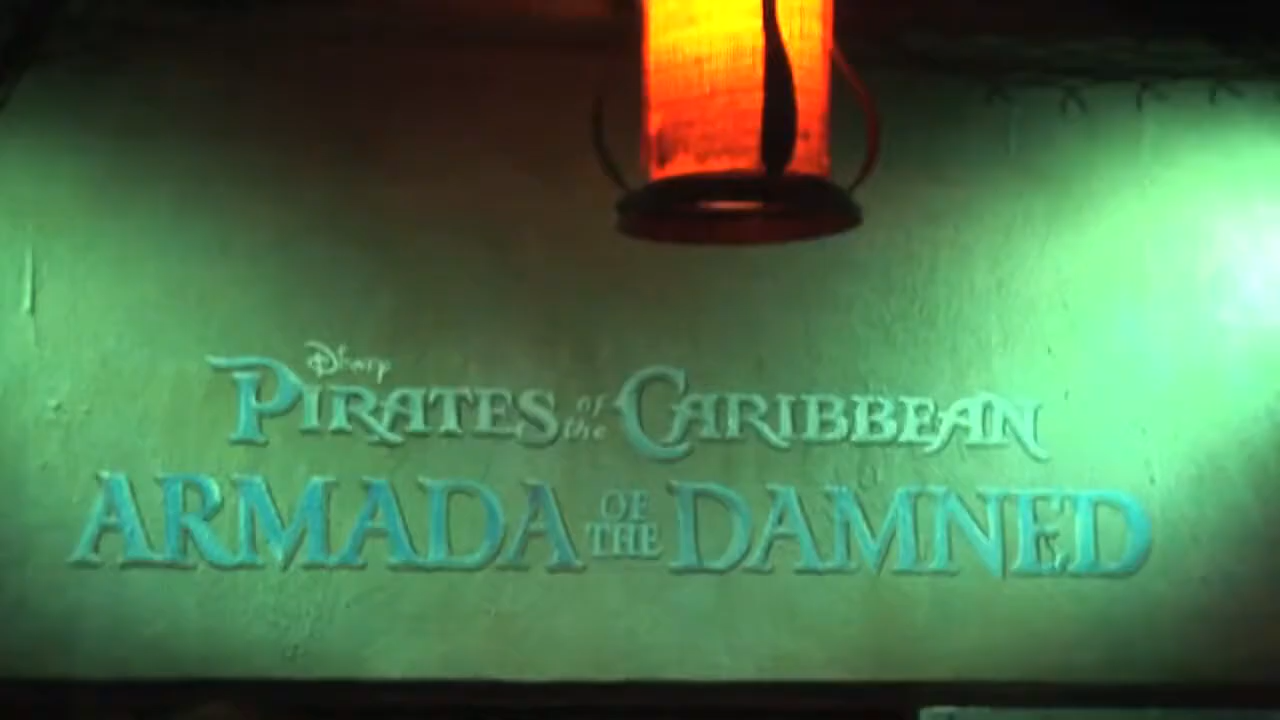 Disney
PIRATES of the CARIBBEAN
ARMADA OF THE DAMNED